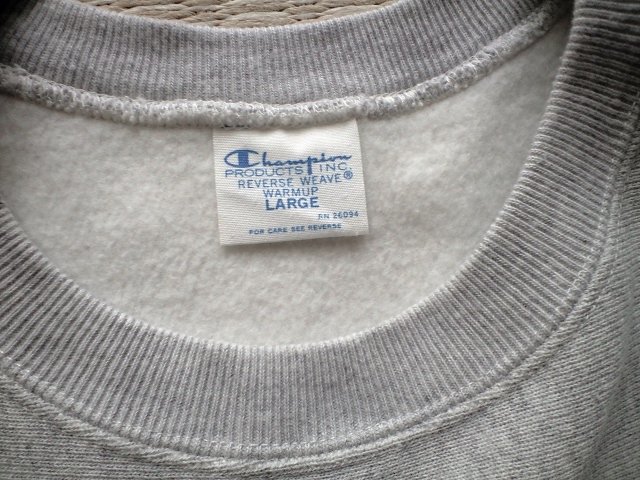 Champion
PRODUCTS INC.
REVERSE WEAVE®
WARMUP
LARGE
RN 26094
FOR CARE SEE REVERSE